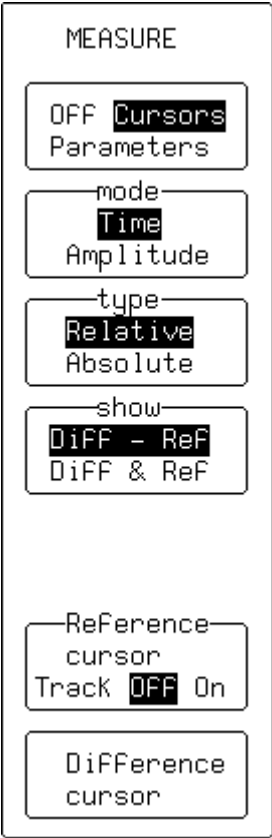 MEASURE
OFF Cursors
Parameters
mode
Time
Amplitude
type
Relative
Absolute
show
Diff - Ref
Diff & Ref
Reference
cursor
Track OFF On
Difference
cursor